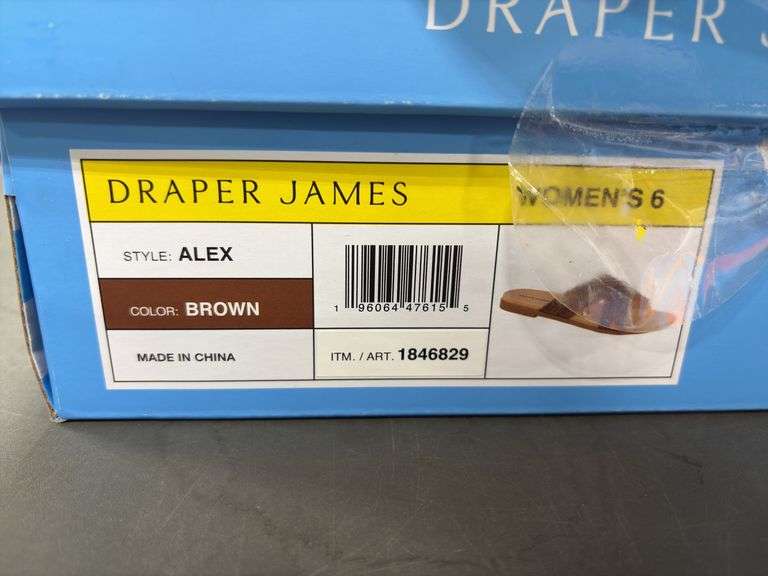 DRAPER J
DRAPER JAMES
WOMEN'S 6
STYLE: ALEX
COLOR: BROWN
MADE IN CHINA
1 96064 47615 5
ITM. / ART. 1846829